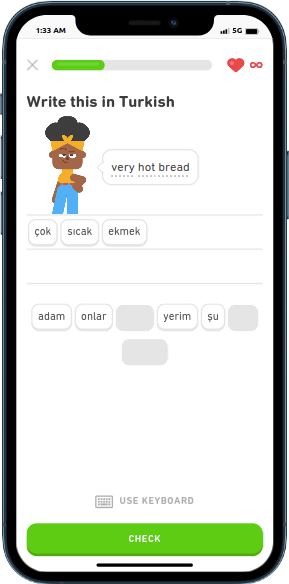 1:33 AM 5G
Write this in Turkish
very hot bread
çok sıcak ekmek
adam onlar yerim şu
USE KEYBOARD
CHECK